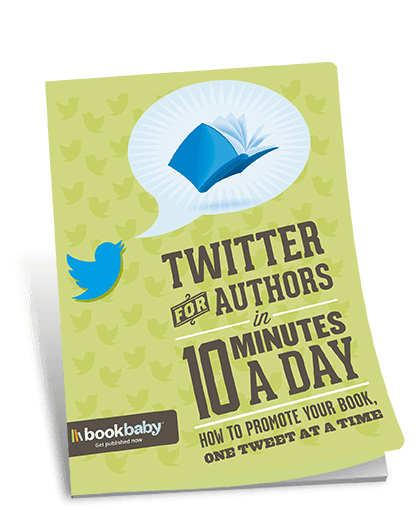 TWITTER
FOR AUTHORS
in
10 MINUTES
A DAY
HOW TO PROMOTE YOUR BOOK,
ONE TWEET AT A TIME
bookbaby™
Get published now